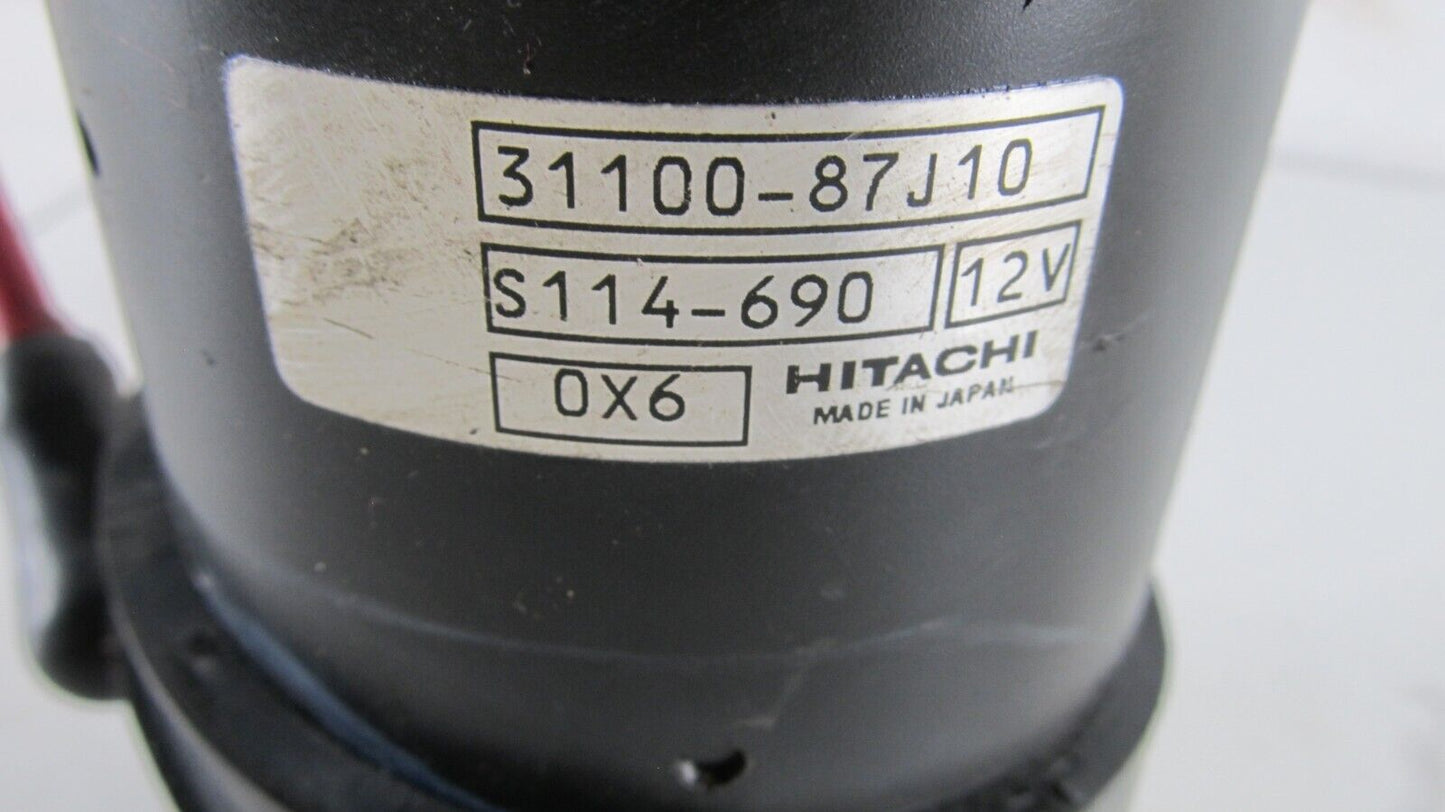 31100-87J10
S114-690 12V
0X6 HITACHI
MADE IN JAPAN